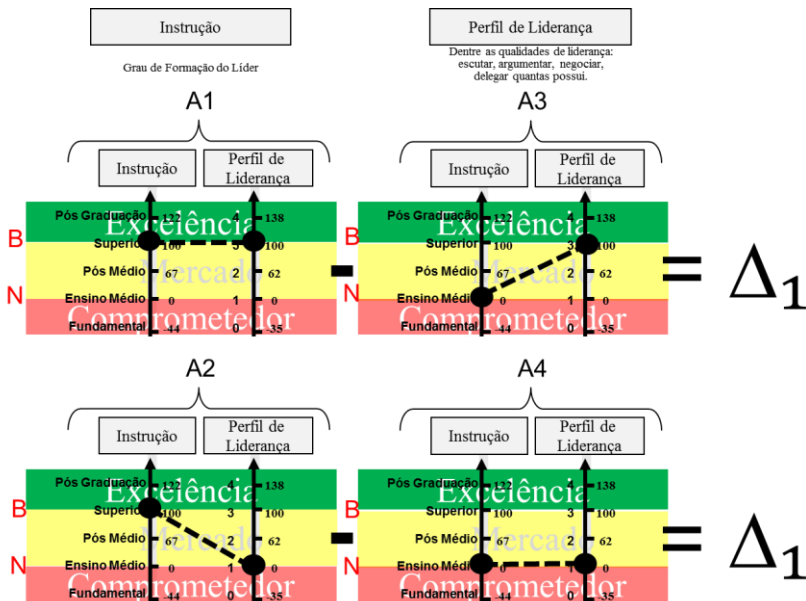 Instrução
Perfil de Liderança
Grau de Formação do Líder
Dentre as qualidades de liderança:
escutar, argumentar, negociar,
delegar quantas possui.
A1
A3
Instrução
Perfil de
Liderança
Instrução
Perfil de
Liderança
Pós Graduação 122 4 138
Excelência
Pós Graduação 122 4 138
Excelência
B Superior 100 3 100
B Superior 100 3 100
Pós Médio 67 2 62
Mercado
Pós Médio 67 2 62
Mercado
- = Δ1
N Ensino Médio 0 1 0
N Ensino Médio 0 1 0
Comprometedor
Comprometedor
Fundamental -44 0 -35
Fundamental -44 0 -35
A2
A4
Instrução
Perfil de
Liderança
Instrução
Perfil de
Liderança
Pós Graduação 122 4 138
Excelência
Pós Graduação 122 4 138
Excelência
B Superior 100 3 100
B Superior 100 3 100
Pós Médio 67 2 62
Mercado
Pós Médio 67 2 62
Mercado
- = Δ1
N Ensino Médio 0 1 0
N Ensino Médio 0 1 0
Comprometedor
Comprometedor
Fundamental -44 0 -35
Fundamental -44 0 -35